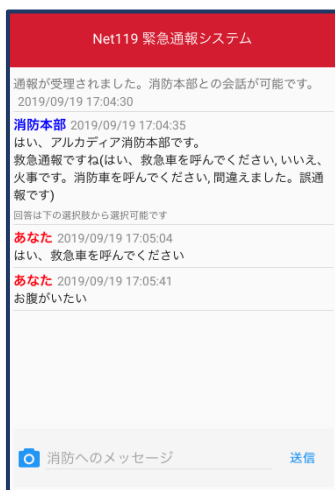 Net119 緊急通報システム
通報が受理されました。消防本部との会話が可能です。
2019/09/19 17:04:30
消防本部 2019/09/19 17:04:35
はい、アルカディア消防本部です。
救急通報ですね(はい、救急車を呼んでください, いいえ、
火事です。消防車を呼んでください, 間違えました。誤通
報です)
回答は下の選択肢から選択可能です
あなた 2019/09/19 17:05:04
はい、救急車を呼んでください
あなた 2019/09/19 17:05:41
お腹がいたい
消防へのメッセージ 送信